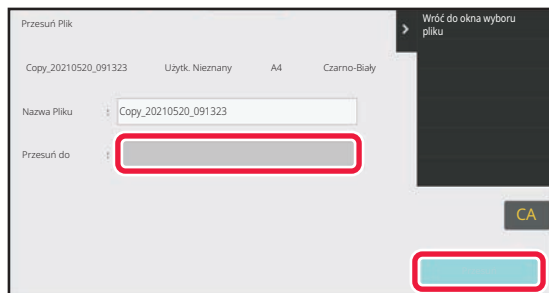 Przesuń Plik
Wróć do okna wyboru
pliku
Copy_20210520_091323 Użytk. Nieznany A4 Czarno-Biały
Nazwa Pliku : Copy_20210520_091323
Przesuń do :
CA